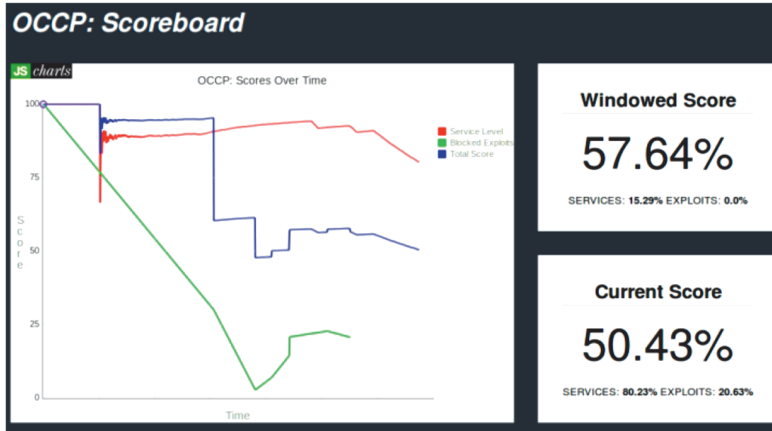 OCCP: Scoreboard
JS charts
OCCP: Scores Over Time
100
75
50
25
0
Score
Time
Service Level
Blocked Exploits
Total Score
Windowed Score
57.64%
SERVICES: 15.29% EXPLOITS: 0.0%
Current Score
50.43%
SERVICES: 80.23% EXPLOITS: 20.63%